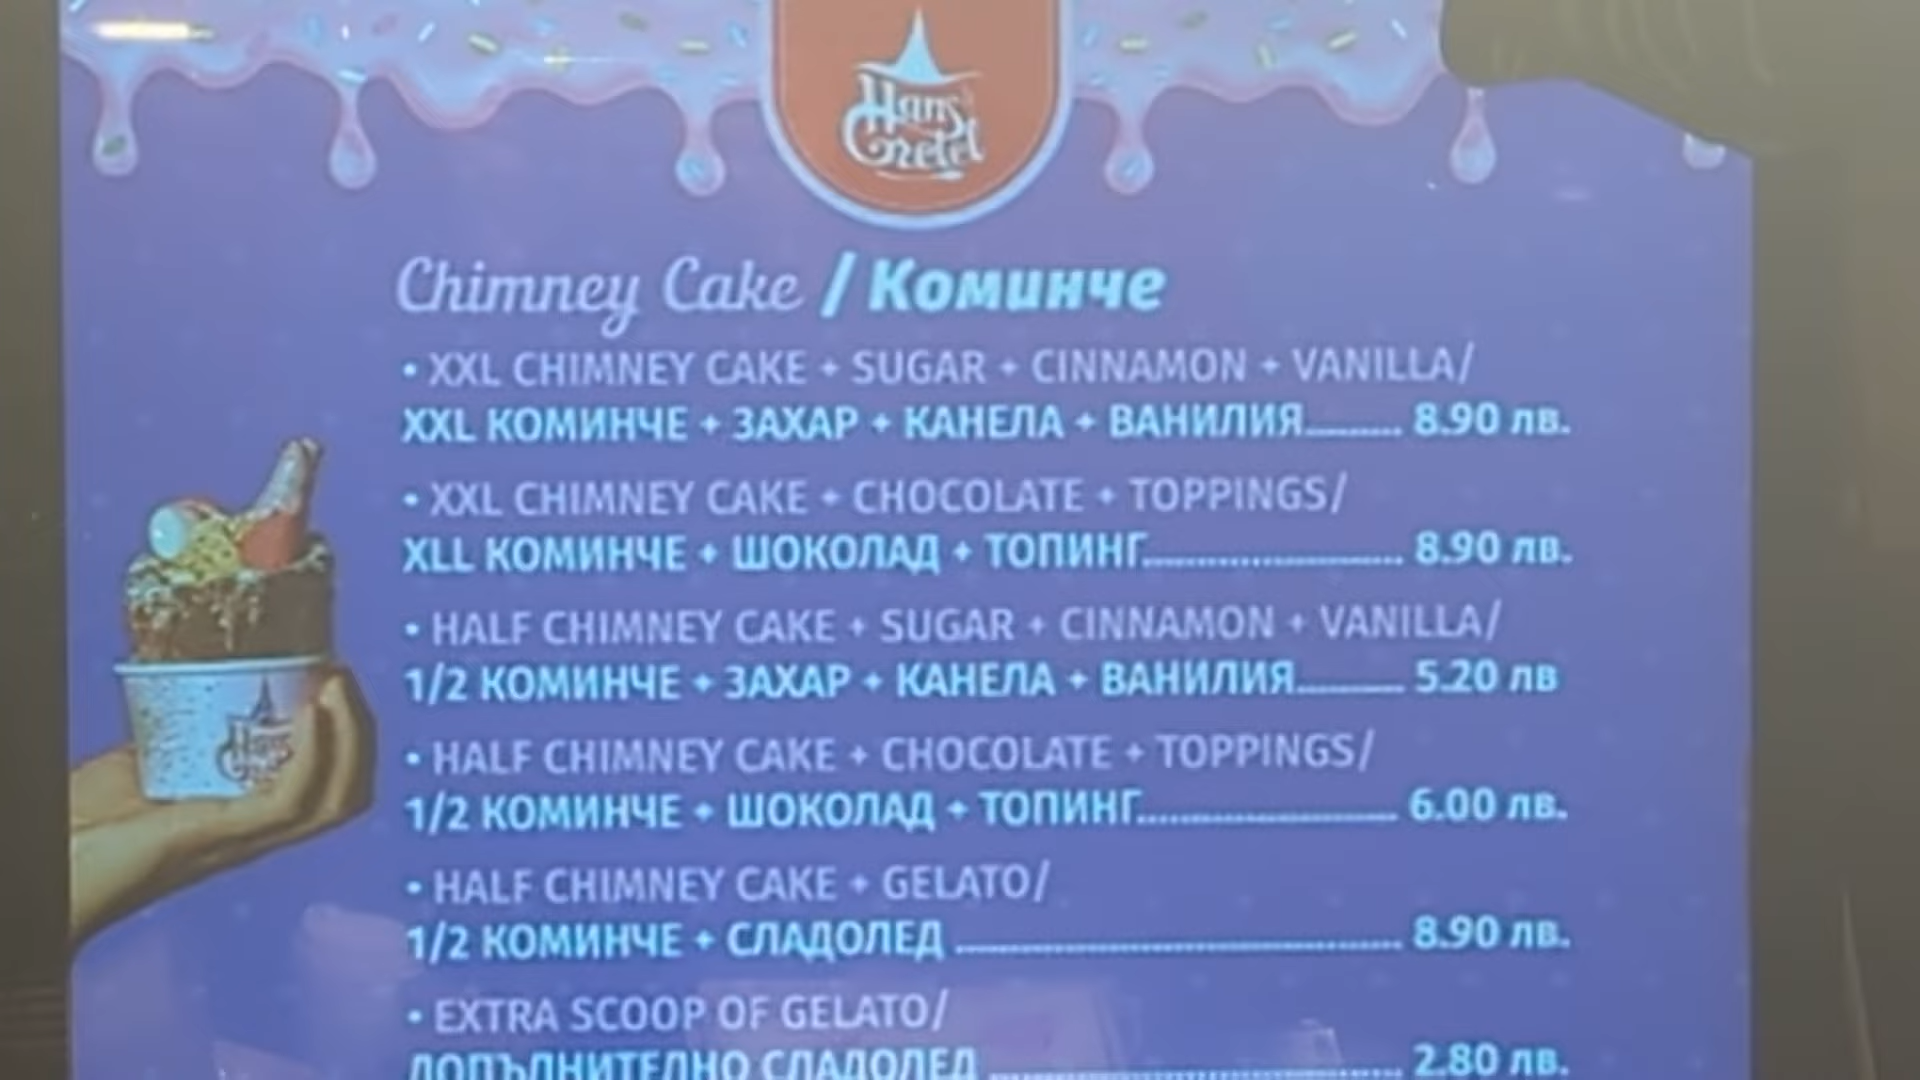 Hans
Gretel
Chimney Cake / Коминче
• XXL CHIMNEY CAKE + SUGAR + CINNAMON + VANILLA/
XXL КОМИНЧЕ + ЗАХАР + КАНЕЛА + ВАНИЛИЯ......... 8.90 лв.
• XXL CHIMNEY CAKE + CHOCOLATE + TOPPINGS/
XLL КОМИНЧЕ + ШОКОЛАД + ТОПИНГ......................... 8.90 лв.
• HALF CHIMNEY CAKE + SUGAR + CINNAMON + VANILLA/
1/2 КОМИНЧЕ + ЗАХАР + КАНЕЛА + ВАНИЛИЯ.......... 5.20 лв
• HALF CHIMNEY CAKE + CHOCOLATE + TOPPINGS/
1/2 КОМИНЧЕ + ШОКОЛАД + ТОПИНГ......................... 6.00 лв.
• HALF CHIMNEY CAKE + GELATO/
1/2 КОМИНЧЕ + СЛАДОЛЕД ........................................... 8.90 лв.
• EXTRA SCOOP OF GELATO/
ДОПЪЛНИТЕЛНО СЛАДОЛЕД ........................................ 2.80 лв.
Hans